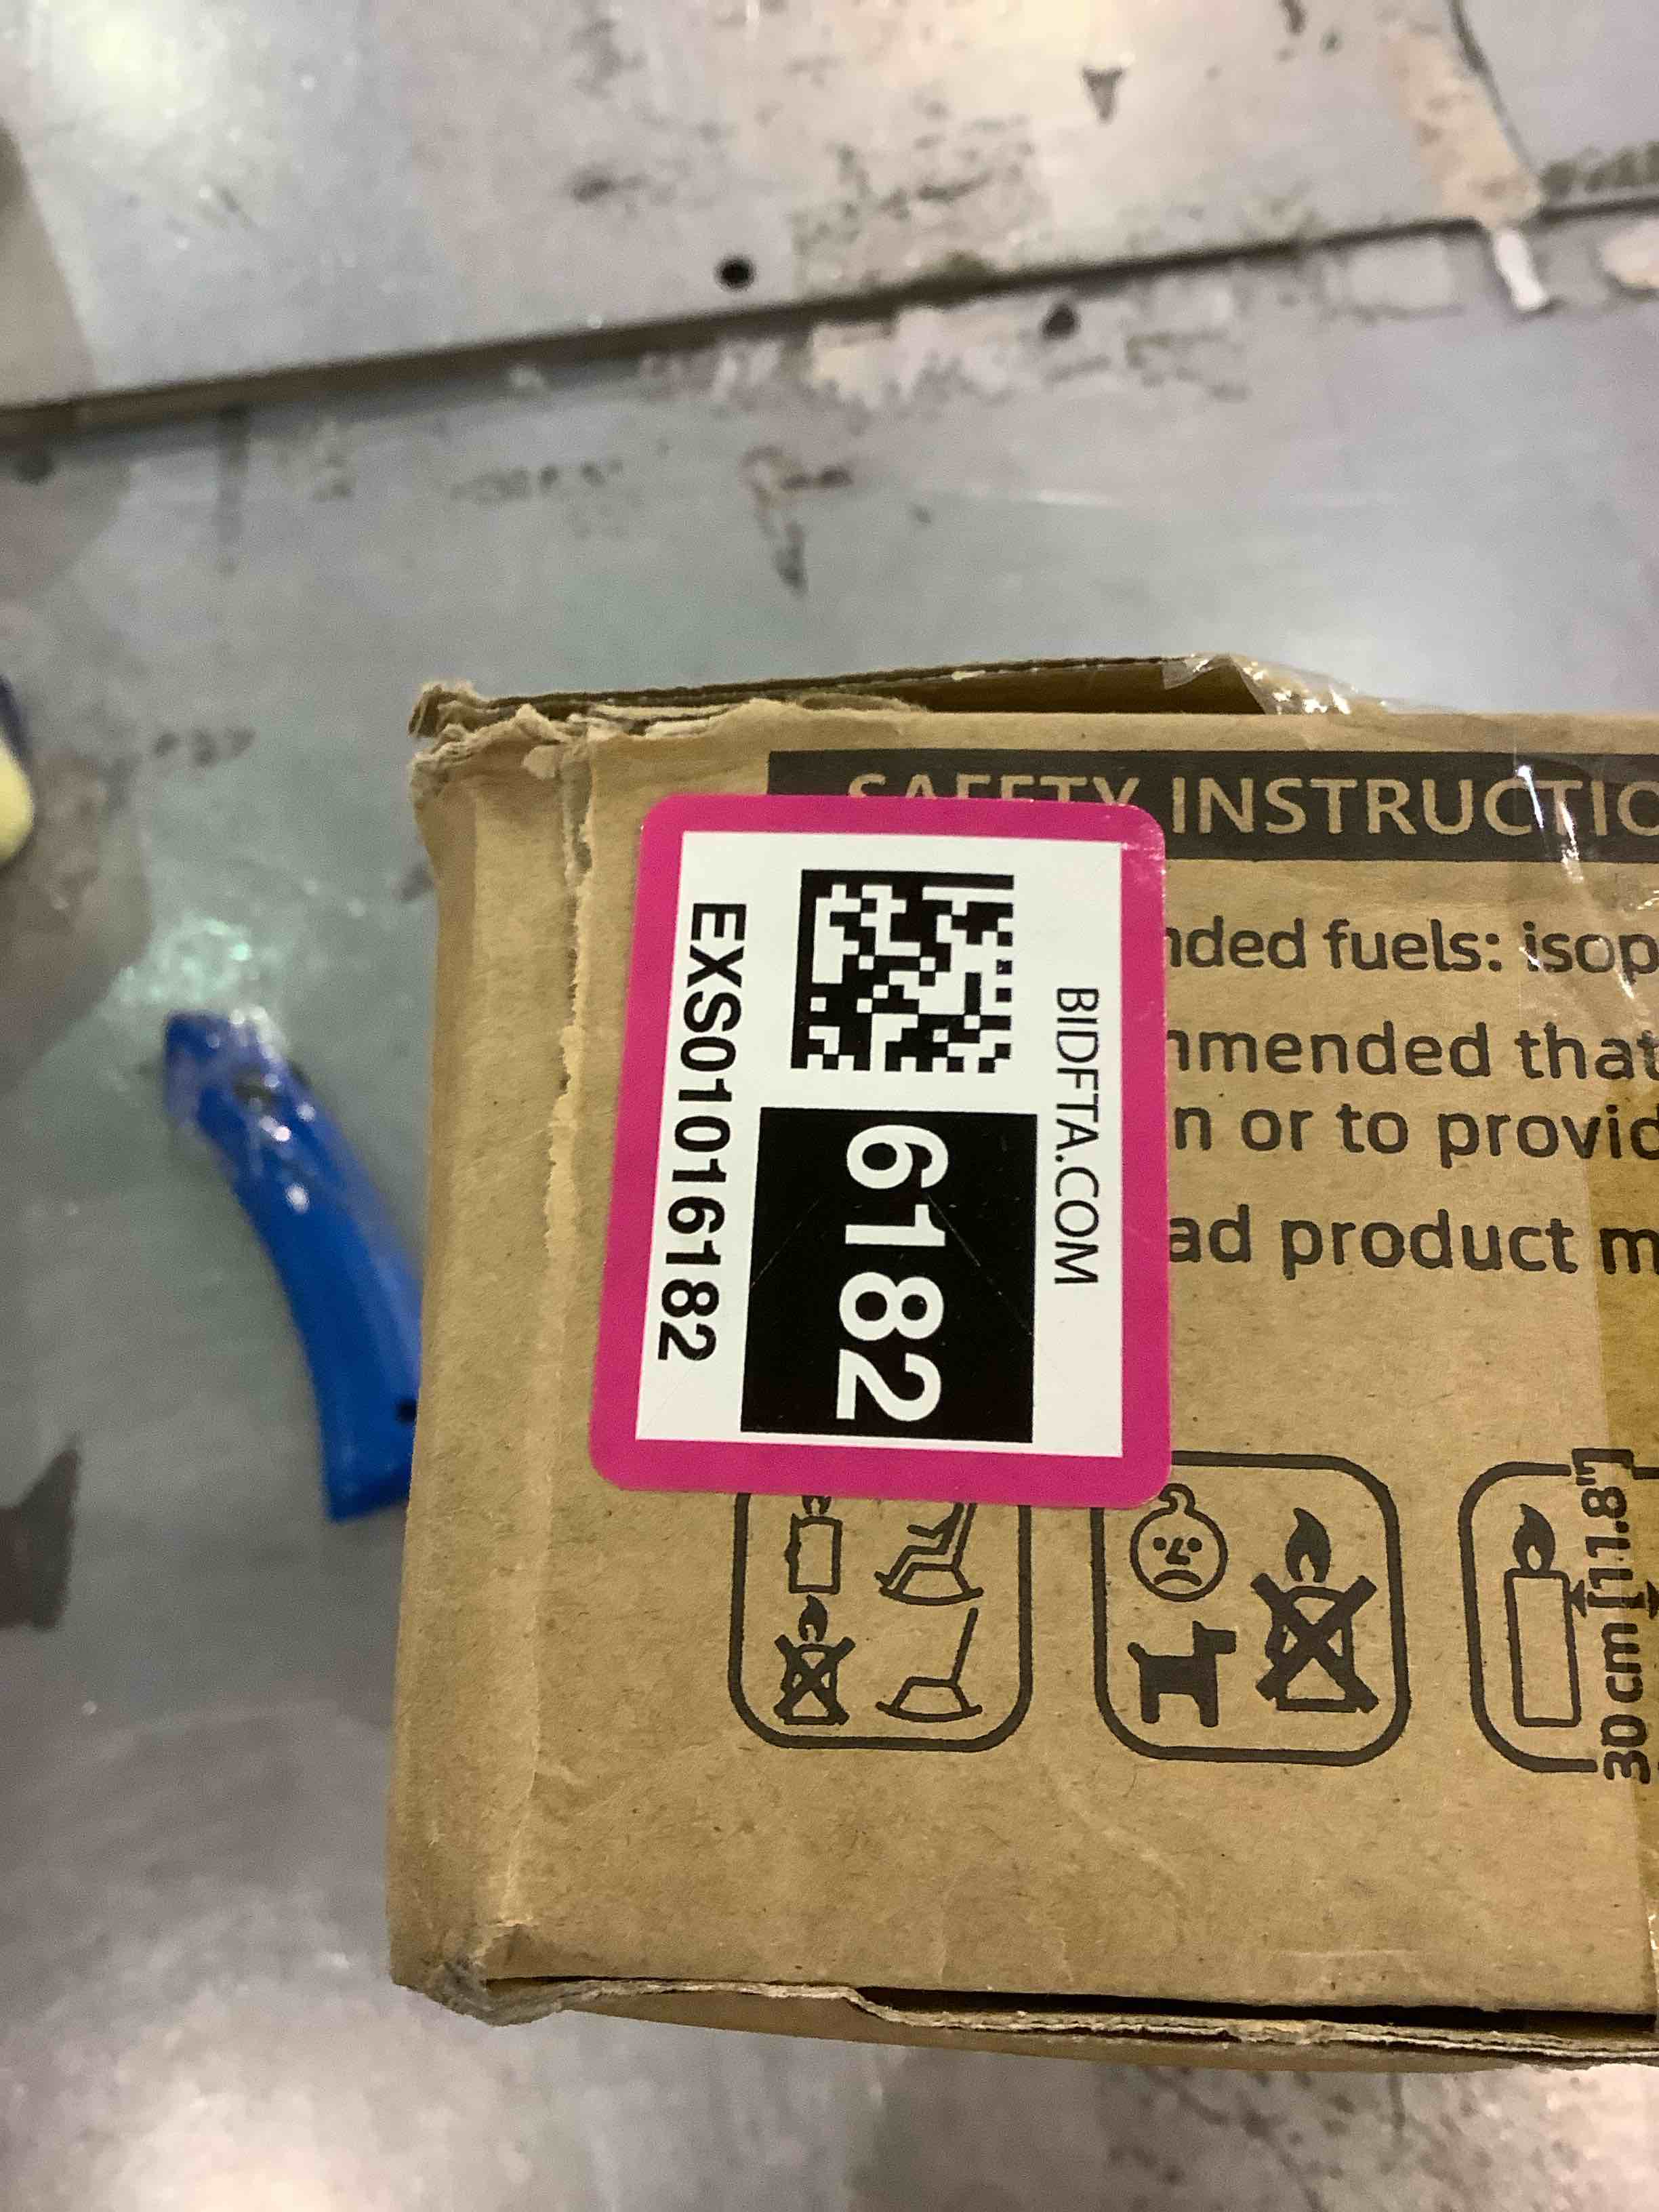 SAFETY INSTRUCTIO
nded fuels: isop
mmended that
n or to provid
ad product m
BIDFTA.COM
6182
EXS01016182
30 cm [11.8"]